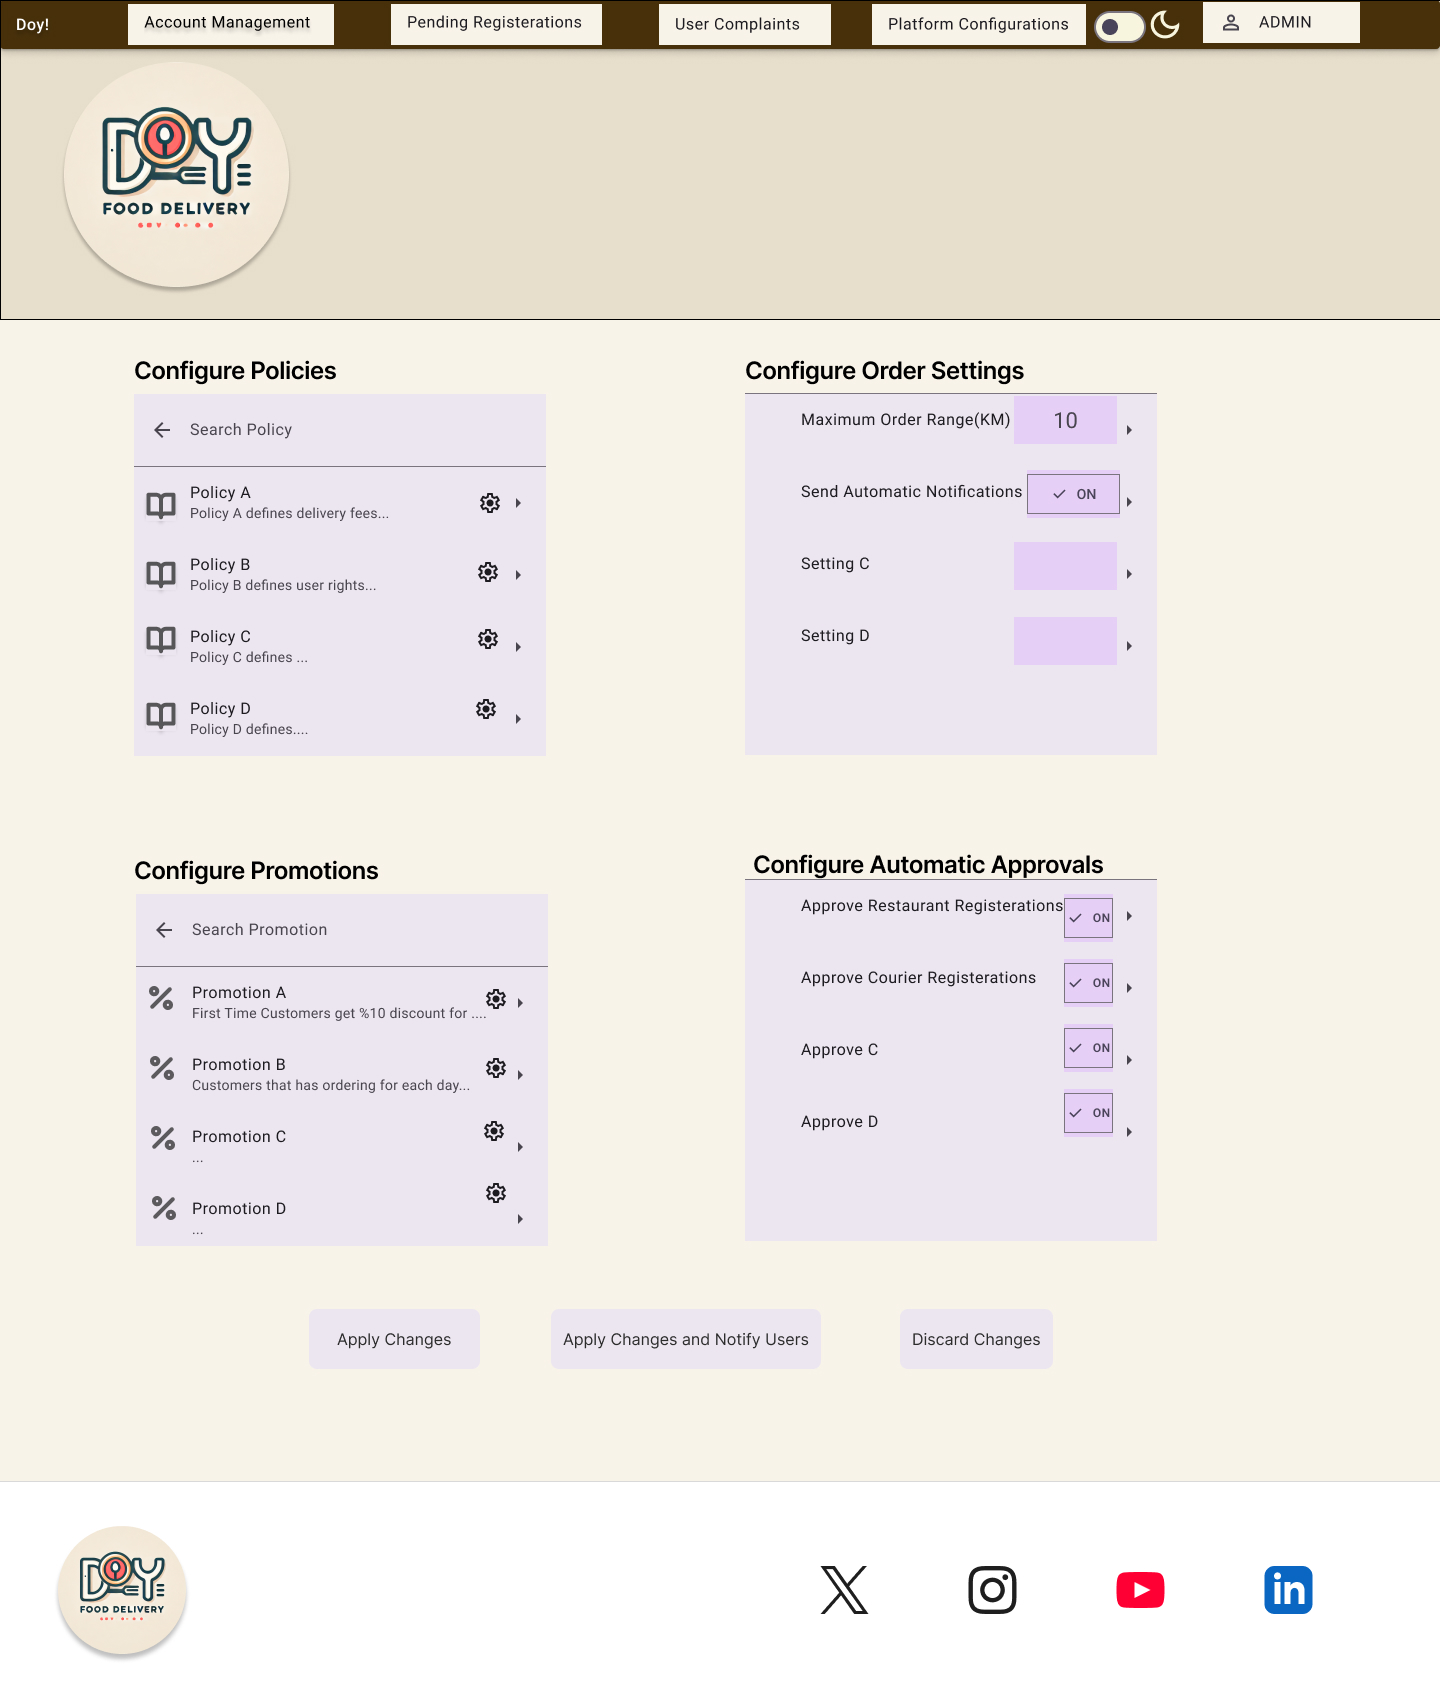 Doy!
Account Management
Pending Registerations
User Complaints
Platform Configurations
ADMIN
DOY
FOOD DELIVERY
Configure Policies
Search Policy
Policy A
Policy A defines delivery fees...
Policy B
Policy B defines user rights...
Policy C
Policy C defines ...
Policy D
Policy D defines....
Configure Order Settings
Maximum Order Range(KM)
10
Send Automatic Notifications
ON
Setting C
Setting D
Configure Promotions
Search Promotion
Promotion A
First Time Customers get %10 discount for ....
Promotion B
Customers that has ordering for each day...
Promotion C
...
Promotion D
...
Configure Automatic Approvals
Approve Restaurant Registerations
ON
Approve Courier Registerations
ON
Approve C
ON
Approve D
ON
Apply Changes
Apply Changes and Notify Users
Discard Changes
DOY
FOOD DELIVERY
in